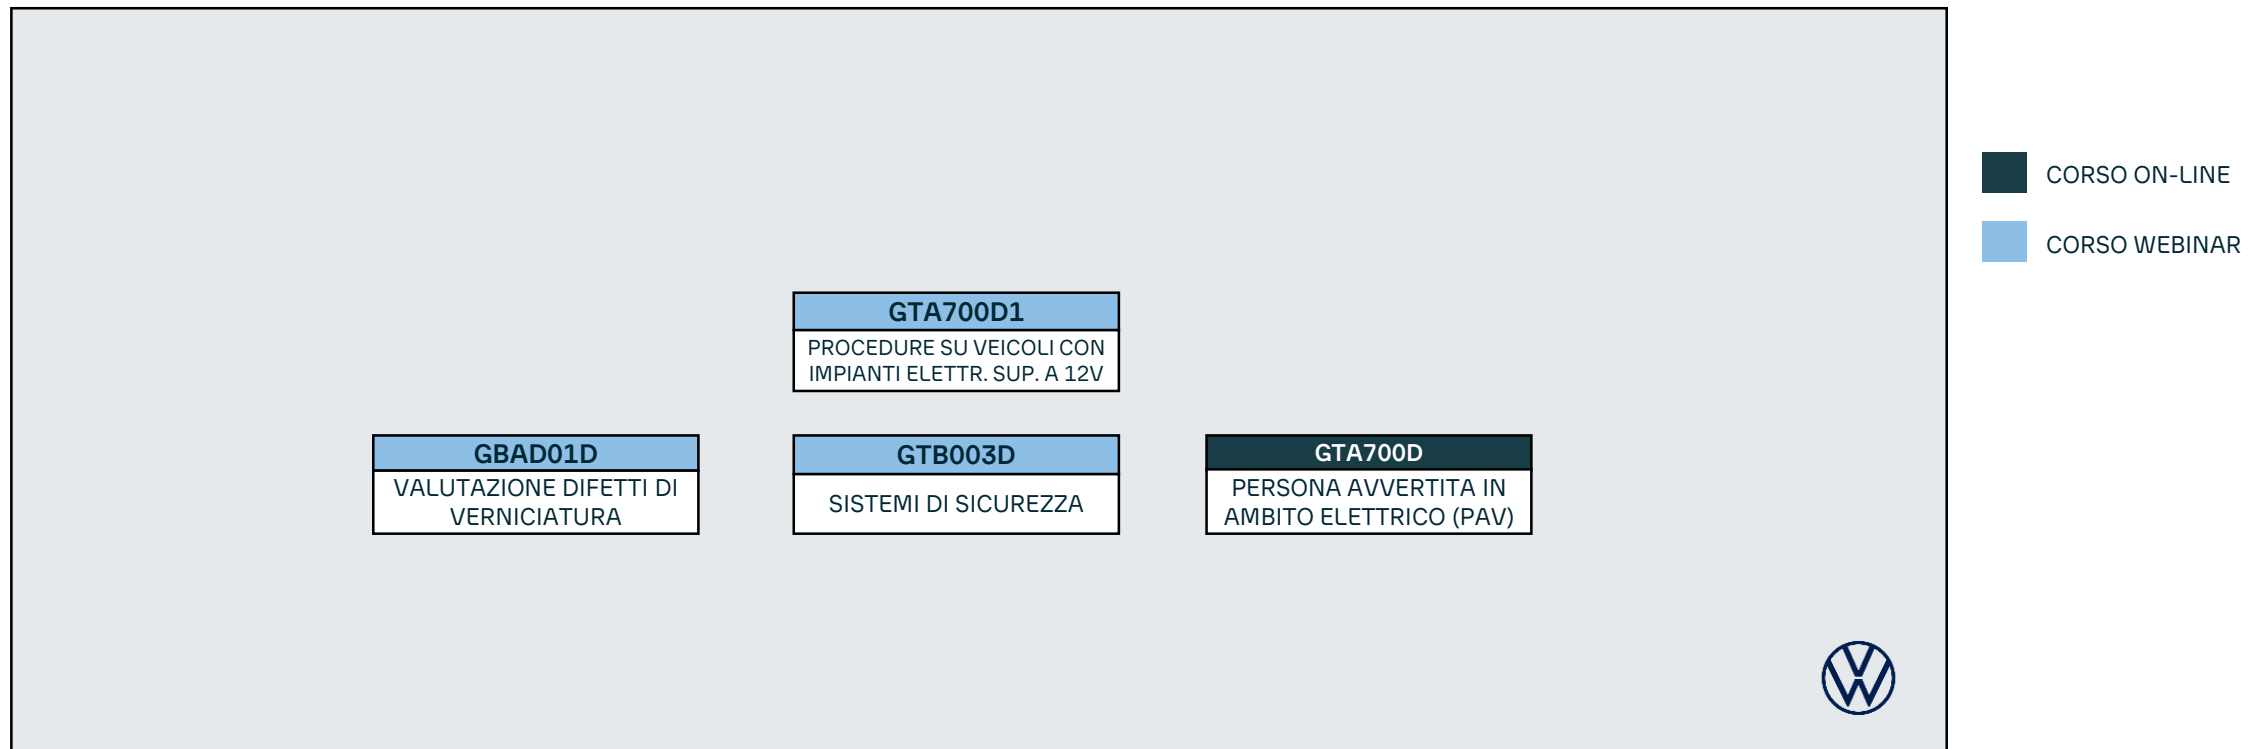 CORSO ON-LINE
CORSO WEBINAR
GTA700D1
PROCEDURE SU VEICOLI CON
IMPIANTI ELETTR. SUP. A 12V
GBAD01D
VALUTAZIONE DIFETTI DI
VERNICIATURA
GTB003D
SISTEMI DI SICUREZZA
GTA700D
PERSONA AVVERTITA IN
AMBITO ELETTRICO (PAV)